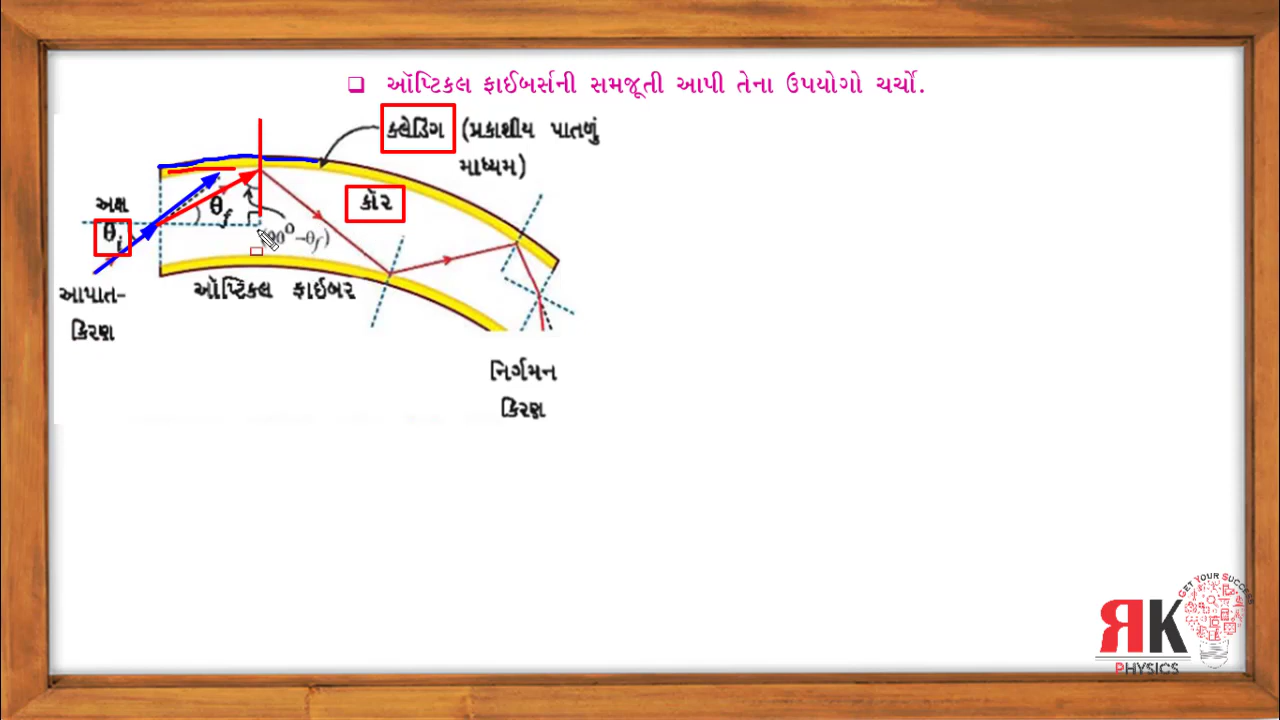 ❑ ઑપ્ટિકલ ફાઈબર્સની સમજૂતી આપી તેના ઉપયોગો ચર્ચો.
ક્લેડિંગ (પ્રકાશીય પાતળું
માધ્યમ)
કૉર
અક્ષ
θi
θf
(90°−θf)
આપાત-
કિરણ
ઑપ્ટિકલ ફાઈબર
નિર્ગમન
કિરણ
GET YOUR SUCCESS
RK
PHYSICS